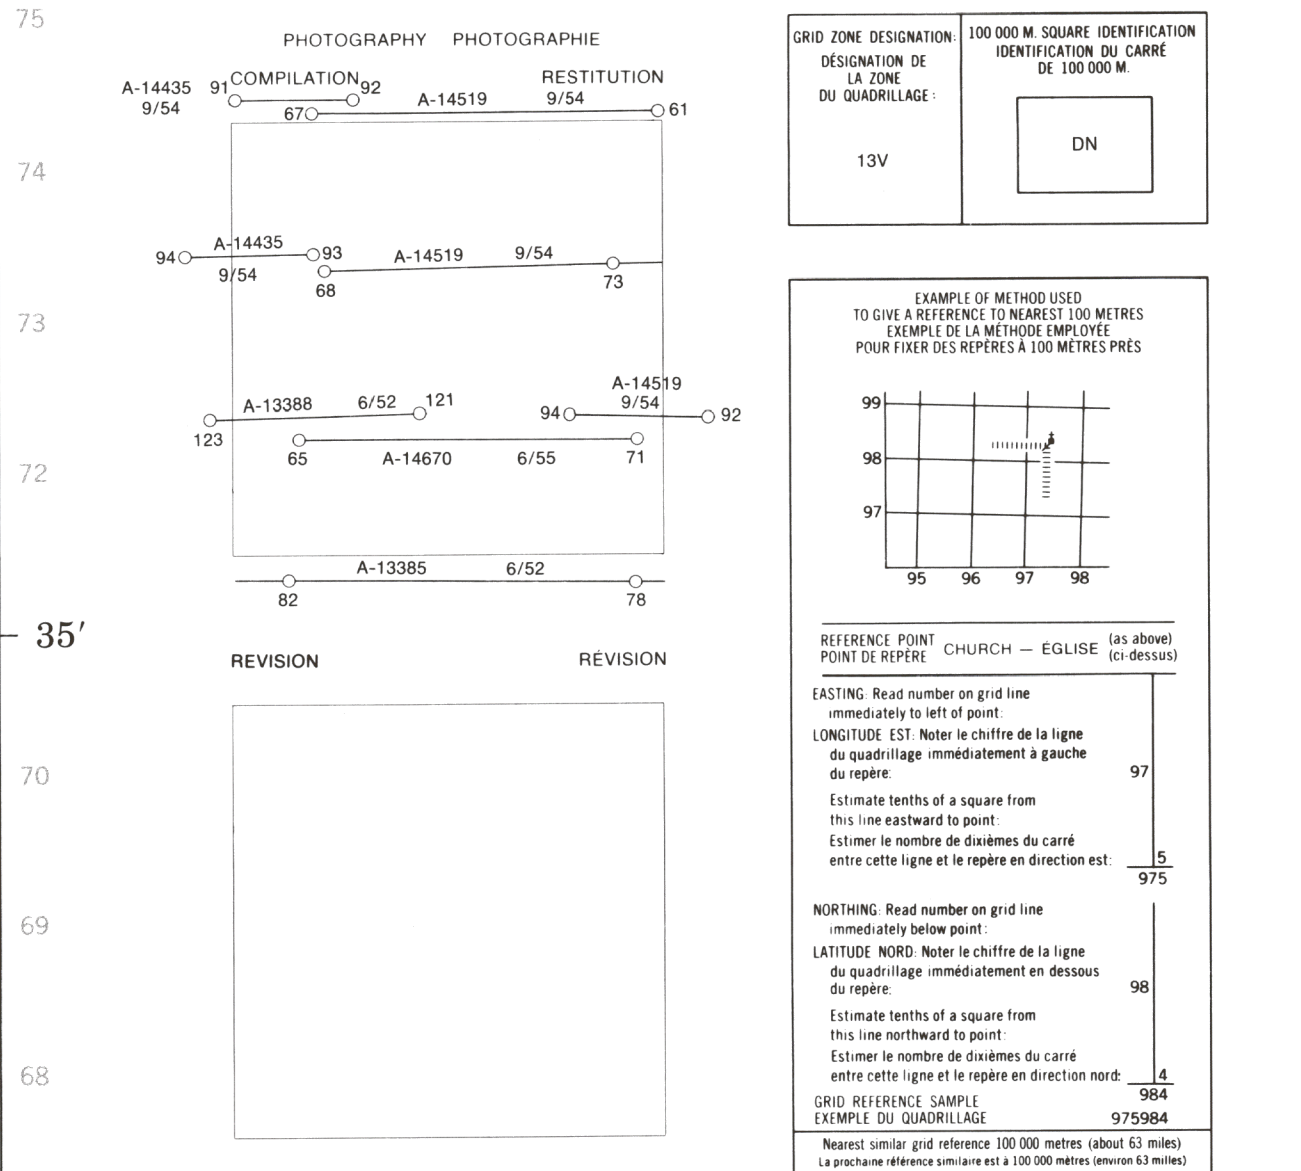 75
74
73
72
35′
70
69
68
PHOTOGRAPHY PHOTOGRAPHIE
COMPILATION RESTITUTION
A-14435 91 92
9/54
A-14519 9/54
67 61
A-14435
94 93
9/54
A-14519 9/54
68 73
A-14519
9/54
94 92
A-13388 6/52 121
123
65 A-14670 6/55 71
A-13385 6/52
82 78
REVISION RÉVISION
GRID ZONE DESIGNATION:
DÉSIGNATION DE
LA ZONE
DU QUADRILLAGE:
13V
100 000 M. SQUARE IDENTIFICATION
IDENTIFICATION DU CARRÉ
DE 100 000 M.
DN
EXAMPLE OF METHOD USED
TO GIVE A REFERENCE TO NEAREST 100 METRES
EXEMPLE DE LA MÉTHODE EMPLOYÉE
POUR FIXER DES REPÈRES À 100 MÈTRES PRÈS
99
98
97
95 96 97 98
REFERENCE POINT
POINT DE REPÈRE
CHURCH — ÉGLISE
(as above)
(ci-dessus)
EASTING: Read number on grid line
immediately to left of point:
LONGITUDE EST: Noter le chiffre de la ligne
du quadrillage immédiatement à gauche
du repère: 97
Estimate tenths of a square from
this line eastward to point:
Estimer le nombre de dixièmes du carré
entre cette ligne et le repère en direction est: 5
975
NORTHING: Read number on grid line
immediately below point:
LATITUDE NORD: Noter le chiffre de la ligne
du quadrillage immédiatement en dessous
du repère: 98
Estimate tenths of a square from
this line northward to point:
Estimer le nombre de dixièmes du carré
entre cette ligne et le repère en direction nord: 4
984
GRID REFERENCE SAMPLE
EXEMPLE DU QUADRILLAGE 975984
Nearest similar grid reference 100 000 metres (about 63 miles)
La prochaine référence similaire est à 100 000 mètres (environ 63 milles)